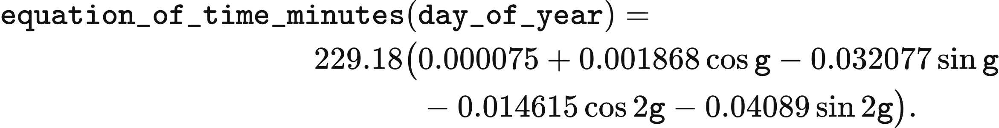 equation_of_time_minutes(day_of_year) =
229.18(0.000075 + 0.001868 cos g − 0.032077 sin g
− 0.014615 cos 2g − 0.04089 sin 2g).